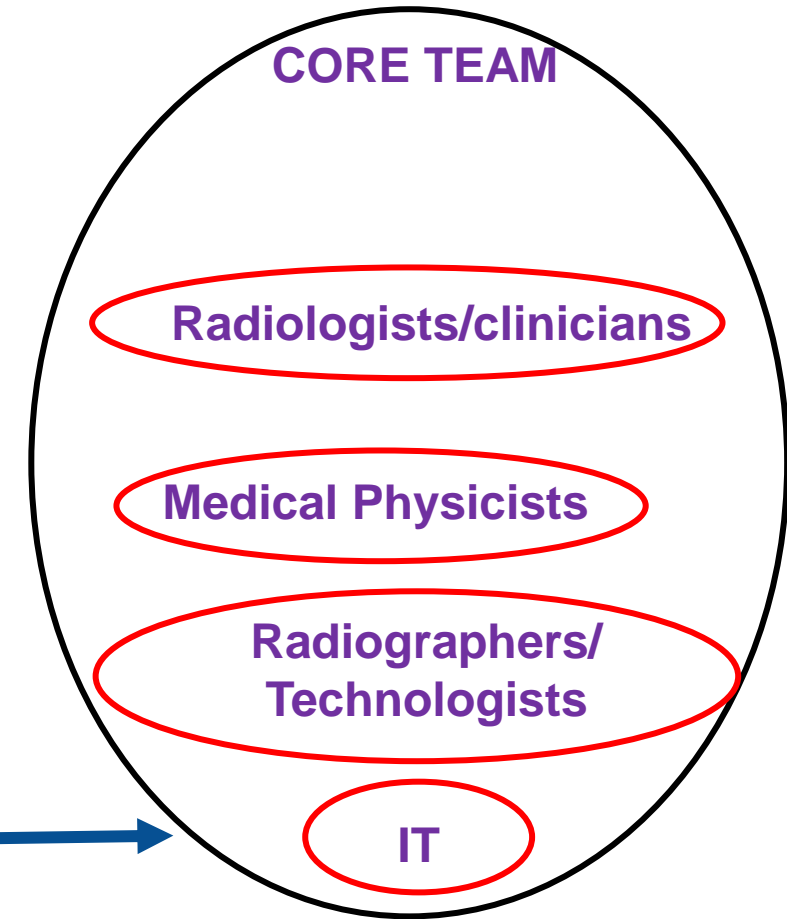 CORE TEAM
Radiologists/clinicians
Medical Physicists
Radiographers/
Technologists
IT